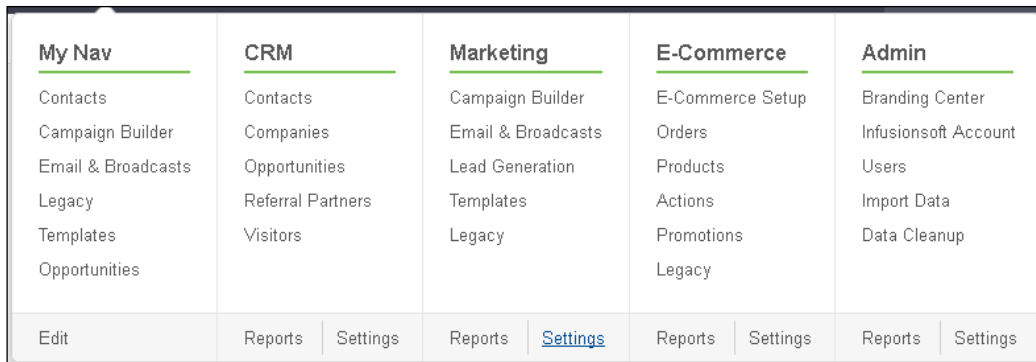 My Nav
Contacts
Campaign Builder
Email & Broadcasts
Legacy
Templates
Opportunities
Edit
CRM
Contacts
Companies
Opportunities
Referral Partners
Visitors
Reports Settings
Marketing
Campaign Builder
Email & Broadcasts
Lead Generation
Templates
Legacy
Reports Settings
E-Commerce
E-Commerce Setup
Orders
Products
Actions
Promotions
Legacy
Reports Settings
Admin
Branding Center
Infusionsoft Account
Users
Import Data
Data Cleanup
Reports Settings